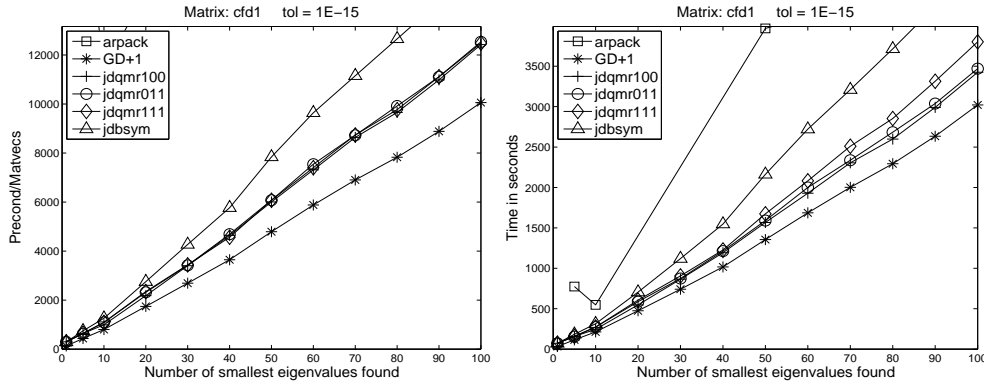 Matrix: cfd1 tol = 1E-15
arpack
GD+1
jdqmr100
jdqmr011
jdqmr111
jdbsym
12000
10000
8000
6000
4000
2000
0
Precond/Matvecs
0 10 20 30 40 50 60 70 80 90 100
Number of smallest eigenvalues found
Matrix: cfd1 tol = 1E-15
arpack
GD+1
jdqmr100
jdqmr011
jdqmr111
jdbsym
3500
3000
2500
2000
1500
1000
500
0
Time in seconds
0 10 20 30 40 50 60 70 80 90 100
Number of smallest eigenvalues found